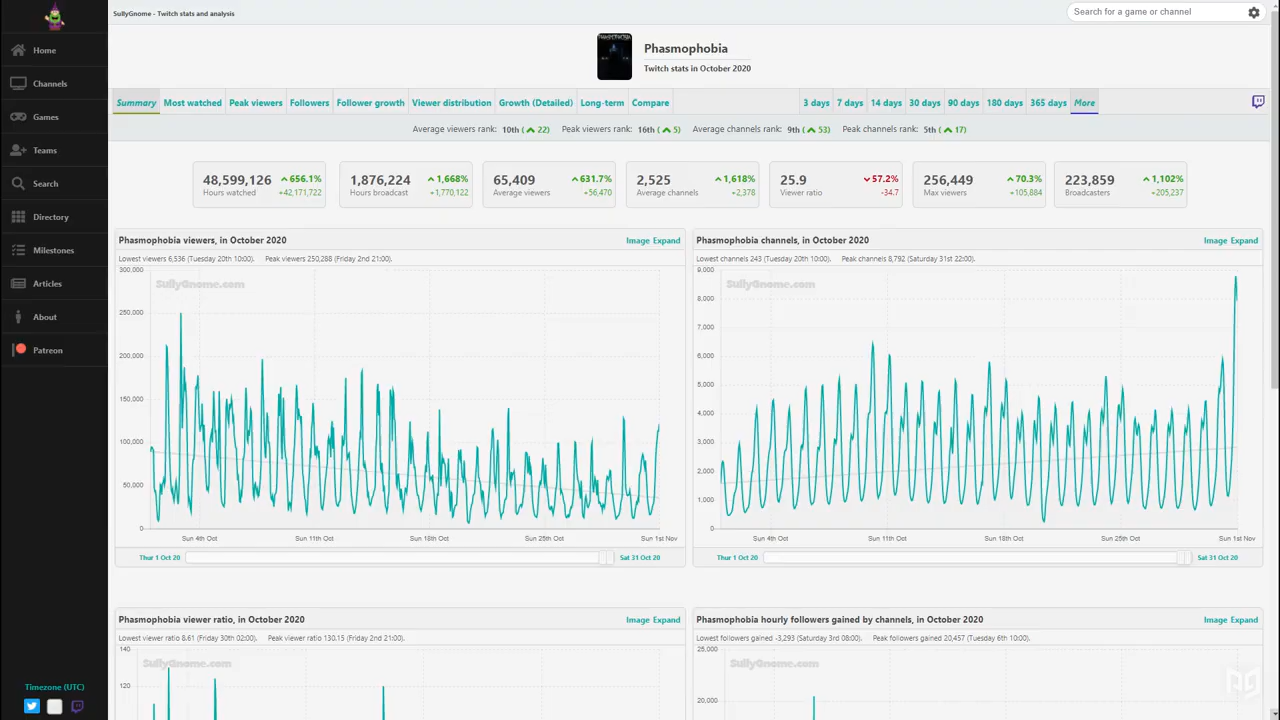 SullyGnome - Twitch stats and analysis
Search for a game or channel
Home
Channels
Games
Teams
Search
Directory
Milestones
Articles
About
Patreon
Timezone (UTC)
Phasmophobia
Twitch stats in October 2020
Summary Most watched Peak viewers Followers Follower growth Viewer distribution Growth (Detailed) Long-term Compare 3 days 7 days 14 days 30 days 90 days 180 days 365 days More
Average viewers rank: 10th ( 22) Peak viewers rank: 16th ( 5) Average channels rank: 9th ( 53) Peak channels rank: 5th ( 17)
48,599,126 656.1%
Hours watched +42,171,722
1,876,224 1,668%
Hours broadcast +1,770,122
65,409 631.7%
Average viewers +56,470
2,525 1,618%
Average channels +2,378
25.9 57.2%
Viewer ratio -34.7
256,449 70.3%
Max viewers +105,884
223,859 1,102%
Broadcasters +205,237
Phasmophobia viewers, in October 2020 Image Expand
Lowest viewers 6,536 (Tuesday 20th 10:00). Peak viewers 250,288 (Friday 2nd 21:00).
SullyGnome.com
300,000
250,000
200,000
150,000
100,000
50,000
0
Sun 4th Oct Sun 11th Oct Sun 18th Oct Sun 25th Oct Sun 1st Nov
Thur 1 Oct 20 Sat 31 Oct 20
Phasmophobia channels, in October 2020 Image Expand
Lowest channels 243 (Tuesday 20th 10:00). Peak channels 8,792 (Saturday 31st 22:00).
SullyGnome.com
9,000
8,000
7,000
6,000
5,000
4,000
3,000
2,000
1,000
0
Sun 4th Oct Sun 11th Oct Sun 18th Oct Sun 25th Oct Sun 1st Nov
Thur 1 Oct 20 Sat 31 Oct 20
Phasmophobia viewer ratio, in October 2020 Image Expand
Lowest viewer ratio 8.61 (Friday 30th 02:00). Peak viewer ratio 130.15 (Friday 2nd 21:00).
SullyGnome.com
140
120
Phasmophobia hourly followers gained by channels, in October 2020 Image Expand
Lowest followers gained -3,293 (Saturday 3rd 08:00). Peak followers gained 20,457 (Tuesday 6th 10:00).
SullyGnome.com
25,000
20,000